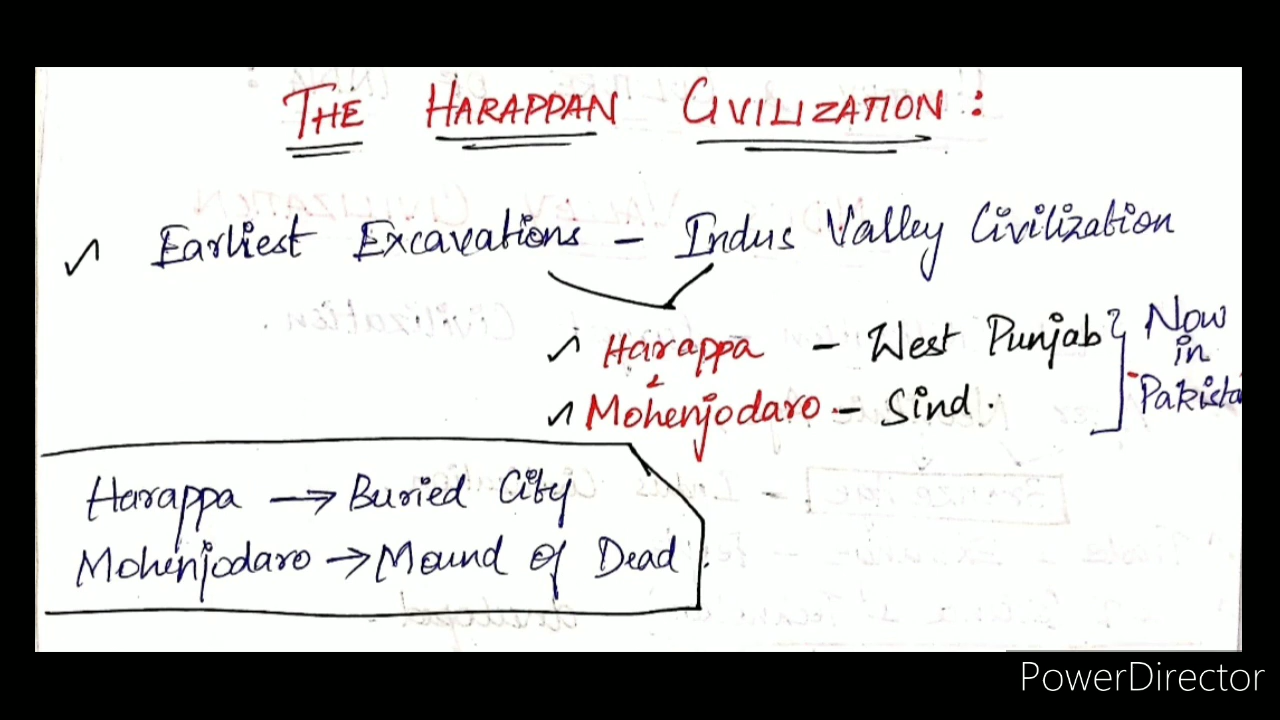 THE HARAPPAN CIVILIZATION :
Earliest Excavations - Indus Valley Civilization
Harappa - West Punjab
& Mohenjodaro - Sind.
Now in Pakista
Harappa → Buried City
Mohenjodaro → Mound of Dead.
PowerDirector